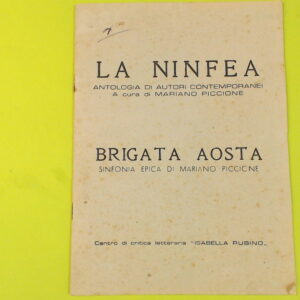 LA NINFEA
ANTOLOGIA DI AUTORI CONTEMPORANEI
A cura di MARIANO PICCIONE
BRIGATA AOSTA
SINFONIA EPICA DI MARIANO PICCIONE
Centro di critica letteraria "ISABELLA RUBINO„